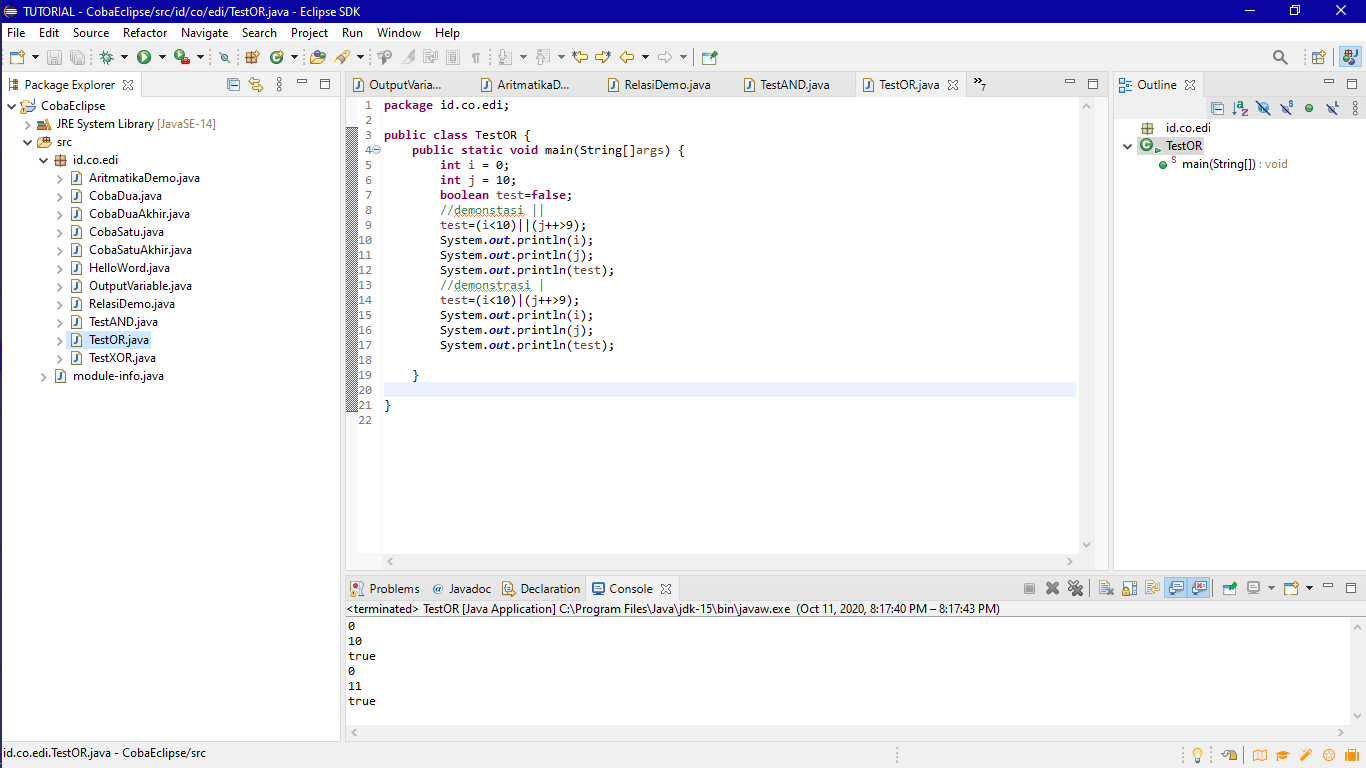 TUTORIAL - CobaEclipse/src/id/co/edi/TestOR.java - Eclipse SDK
File Edit Source Refactor Navigate Search Project Run Window Help
Package Explorer
CobaEclipse
JRE System Library [JavaSE-14]
src
id.co.edi
AritmatikaDemo.java
CobaDua.java
CobaDuaAkhir.java
CobaSatu.java
CobaSatuAkhir.java
HelloWord.java
OutputVariable.java
RelasiDemo.java
TestAND.java
TestOR.java
TestXOR.java
module-info.java
OutputVaria... AritmatikaD... RelasiDemo.java TestAND.java TestOR.java »7
1 package id.co.edi;
2
3 public class TestOR {
4 public static void main(String[]args) {
5 int i = 0;
6 int j = 10;
7 boolean test=false;
8 //demonstasi ||
9 test=(i<10)||(j++>9);
10 System.out.println(i);
11 System.out.println(j);
12 System.out.println(test);
13 //demonstrasi |
14 test=(i<10)|(j++>9);
15 System.out.println(i);
16 System.out.println(j);
17 System.out.println(test);
18
19 }
20
21 }
22
Outline
id.co.edi
TestOR
main(String[]) : void
Problems @ Javadoc Declaration Console
<terminated> TestOR [Java Application] C:\Program Files\Java\jdk-15\bin\javaw.exe (Oct 11, 2020, 8:17:40 PM – 8:17:43 PM)
0
10
true
0
11
true
id.co.edi.TestOR.java - CobaEclipse/src